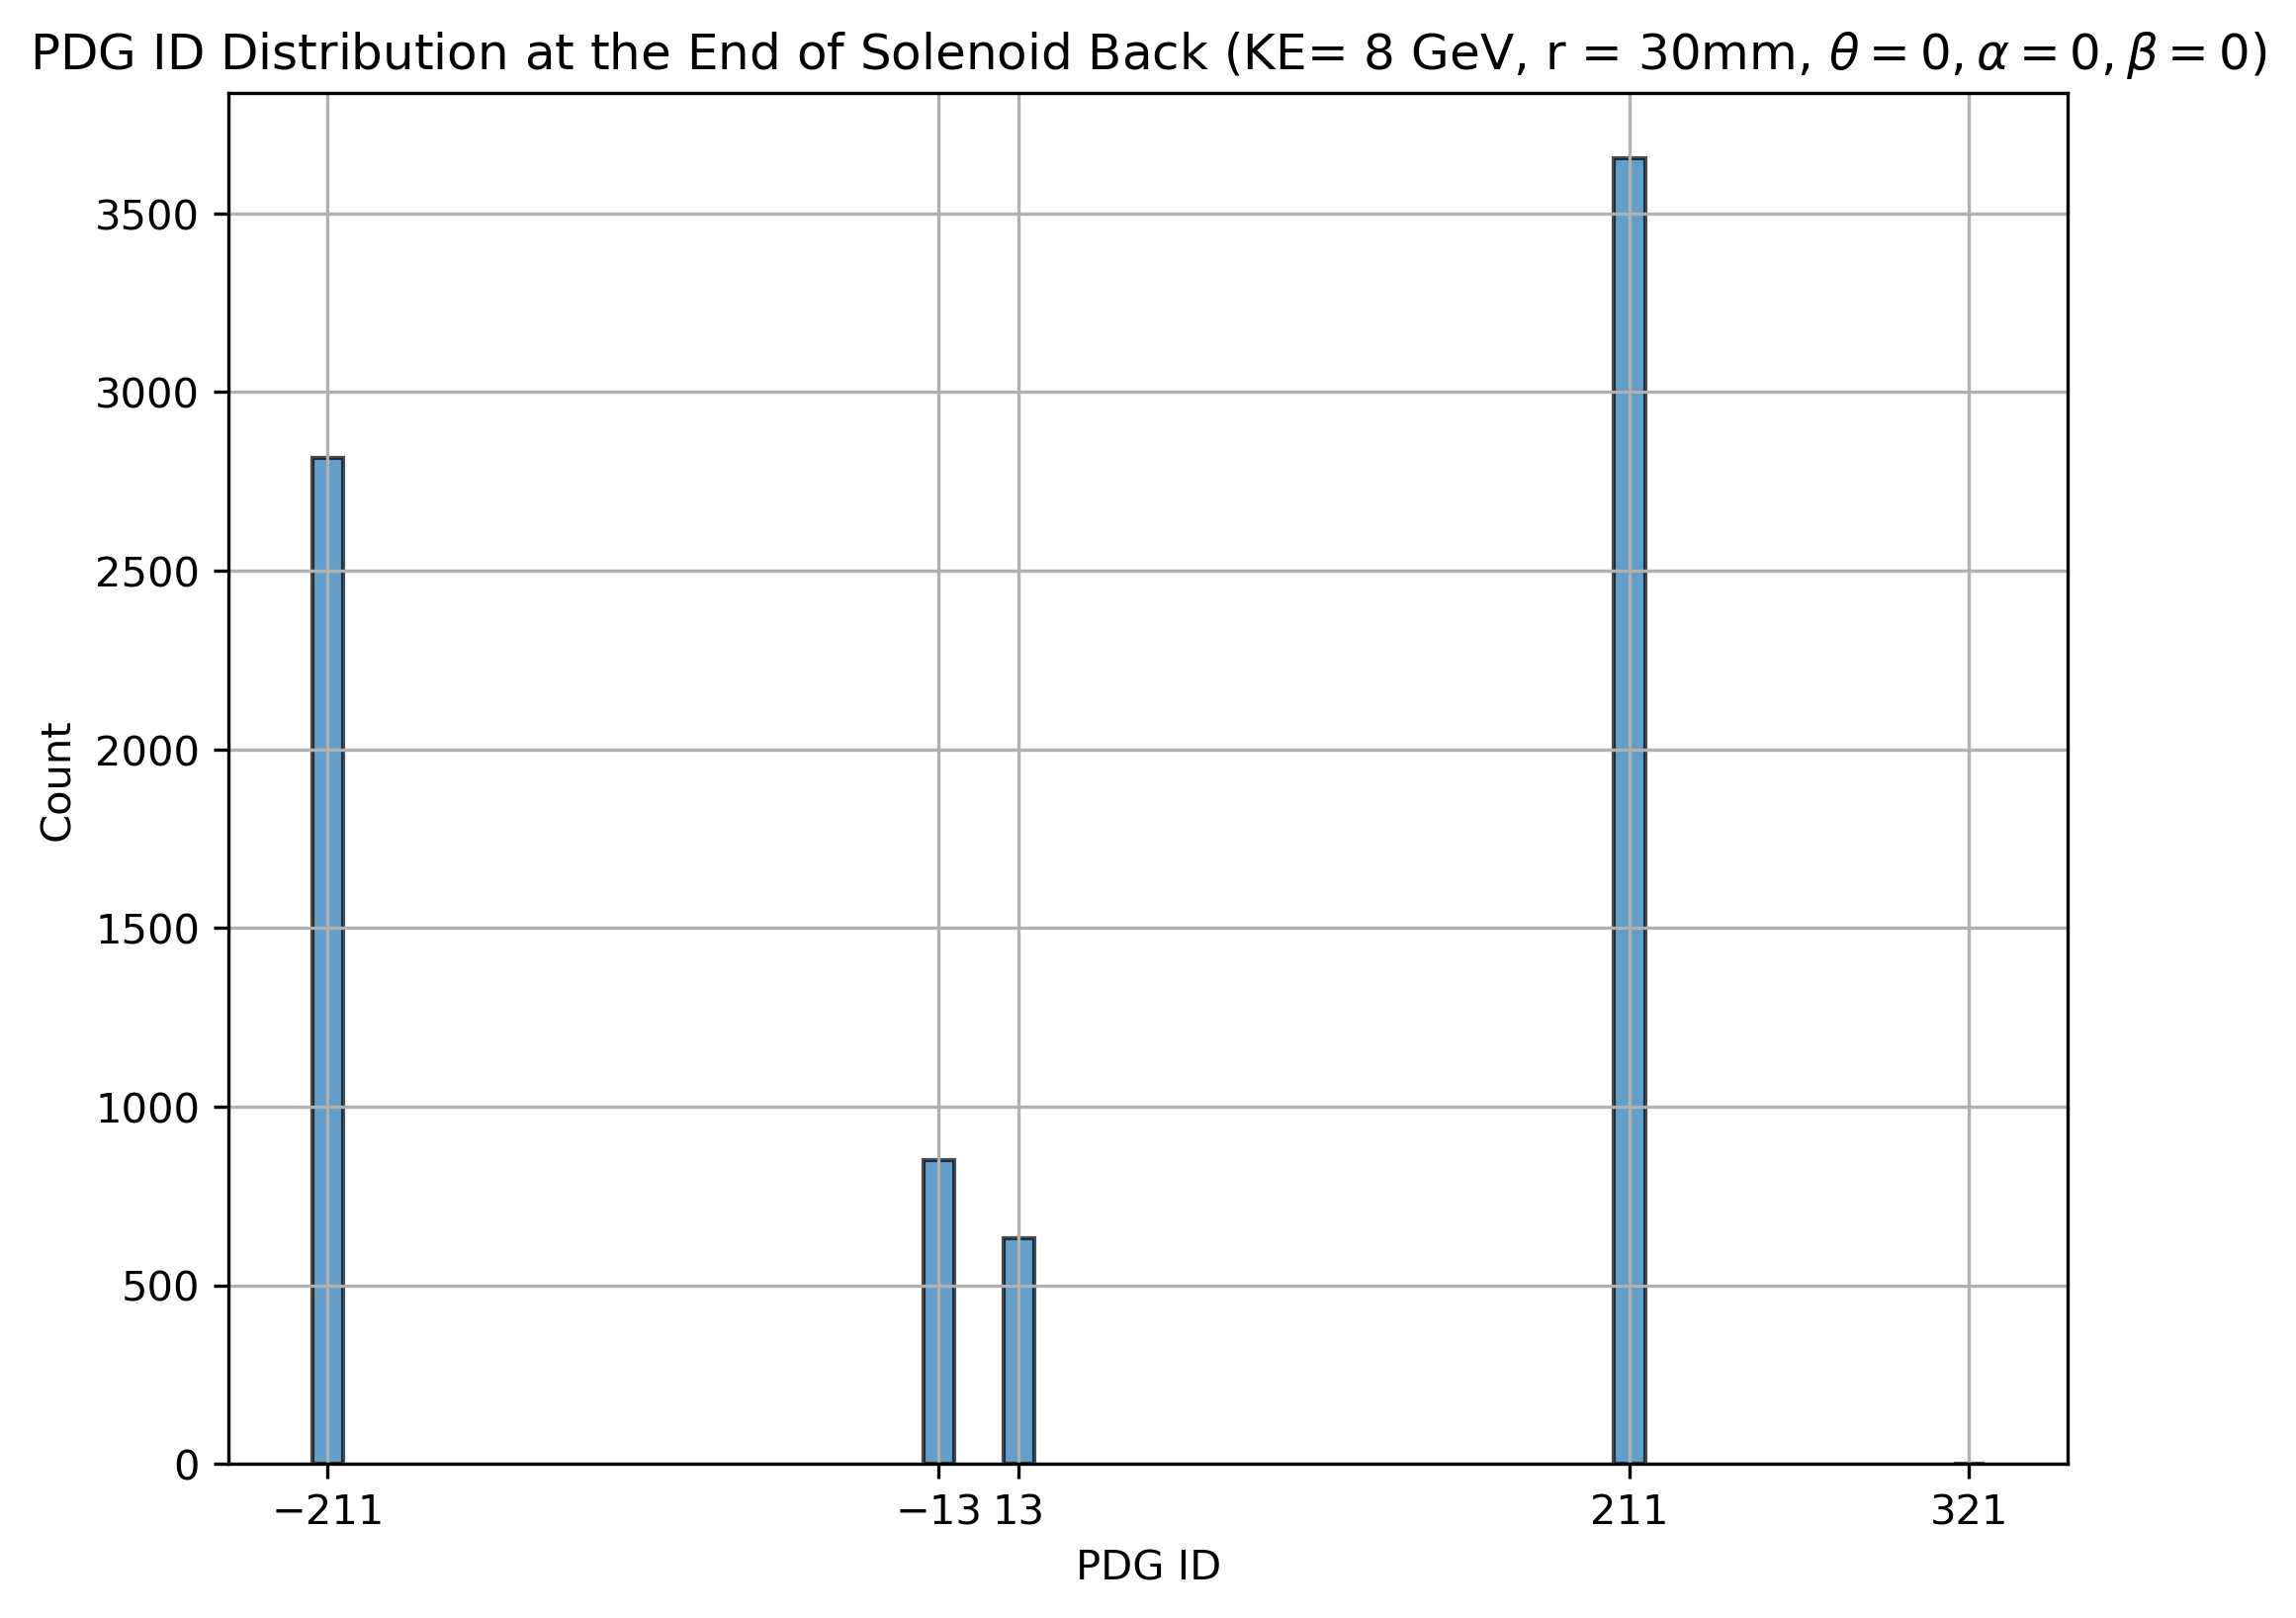 PDG ID Distribution at the End of Solenoid Back (KE= 8 GeV, r = 30mm, θ = 0, α = 0, β = 0)
3500
3000
2500
2000
1500
1000
500
0
Count
−211 −13 13 211 321
PDG ID